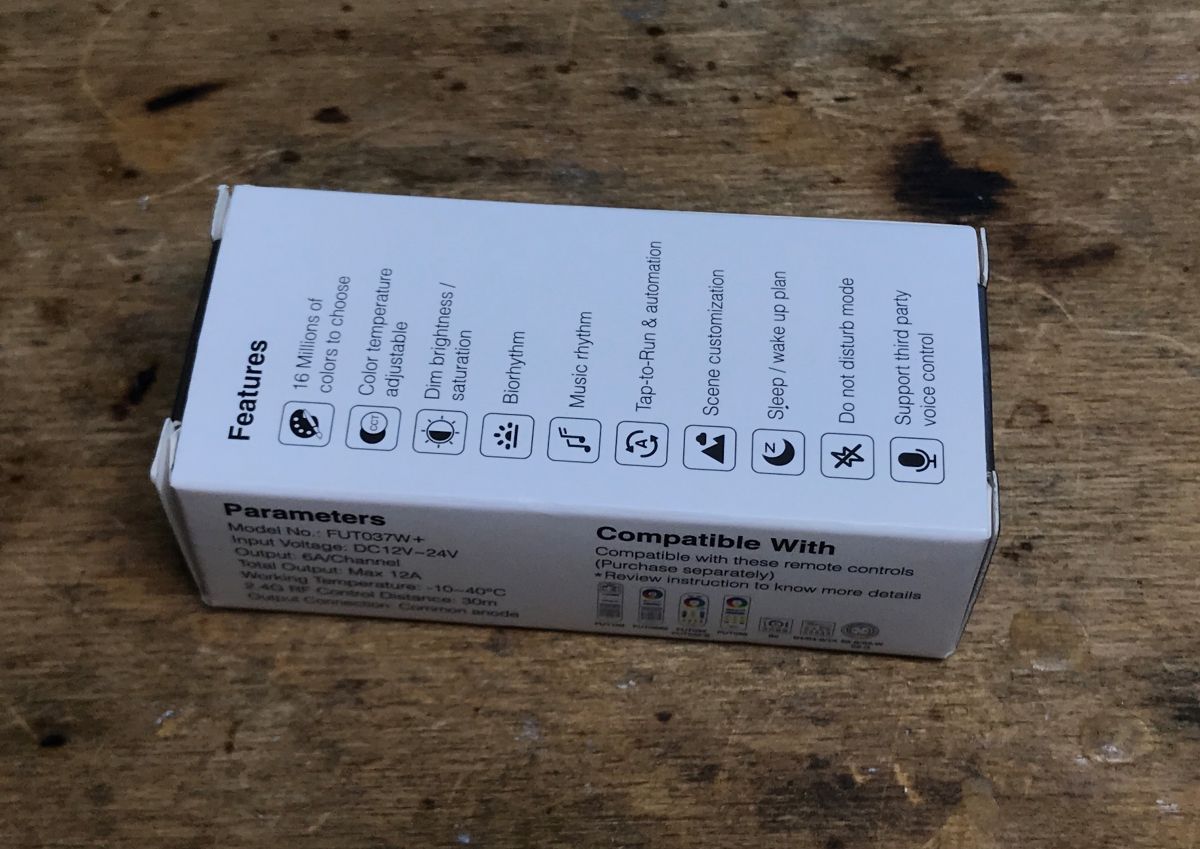 Features
16 Millions of
colors to choose
CCT
Color temperature
adjustable
Dim brightness /
saturation
Biorhythm
Music rhythm
A
Tap-to-Run & automation
Scene customization
Z
Sleep / wake up plan
Do not disturb mode
Support third party
voice control
Parameters
Model No.: FUT037W+
Input Voltage: DC12V~24V
Output: 6A/Channel
Total Output: Max 12A
Working Temperature: -10~40°C
2.4G RF Control Distance: 30m
Output Connection: Common anode
Compatible With
Compatible with these remote controls
(Purchase separately)
*Review instruction to know more details